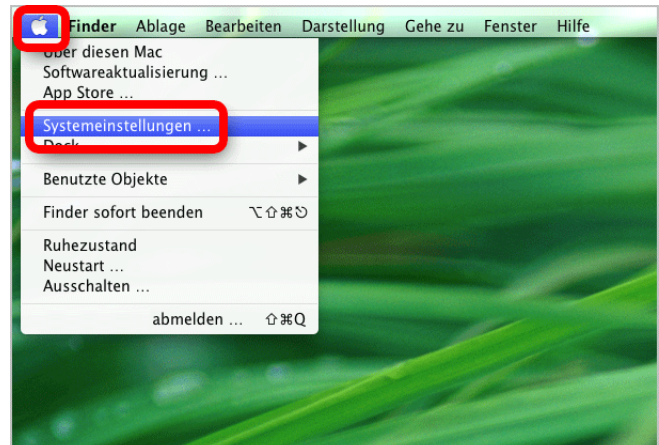 Finder Ablage Bearbeiten Darstellung Gehe zu Fenster Hilfe
Über diesen Mac
Softwareaktualisierung …
App Store …
Systemeinstellungen …
Dock
Benutzte Objekte
Finder sofort beenden ⌥⇧⌘⎋
Ruhezustand
Neustart …
Ausschalten …
abmelden … ⇧⌘Q